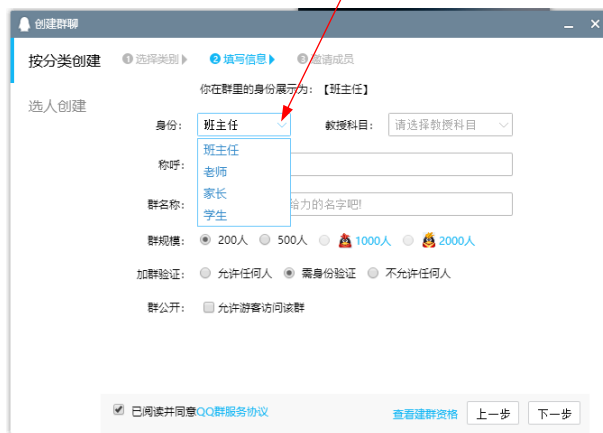 创建群聊
按分类创建
选人创建
1 选择类别 2 填写信息 3 邀请成员
你在群里的身份展示为：【班主任】
身份： 班主任 教授科目： 请选择教授科目
班主任
老师
家长
学生
称呼：
群名称： 给力的名字吧!
群规模： 200人 500人 1000人 2000人
加群验证： 允许任何人 需身份验证 不允许任何人
群公开： 允许游客访问该群
已阅读并同意QQ群服务协议
查看建群资格 上一步 下一步